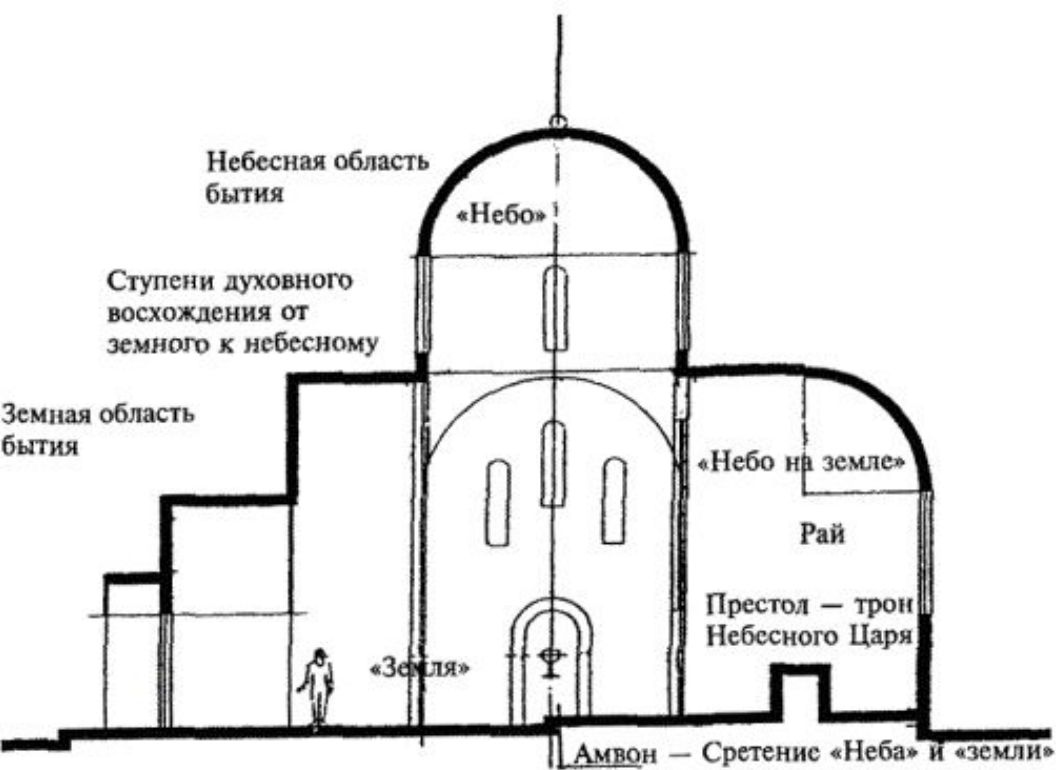 Небесная область
бытия
«Небо»
Ступени духовного
восхождения от
земного к небесному
Земная область
бытия
«Небо на земле»
Рай
Престол — трон
Небесного Царя
«Земля»
Амвон — Сретение «Неба» и «земли»